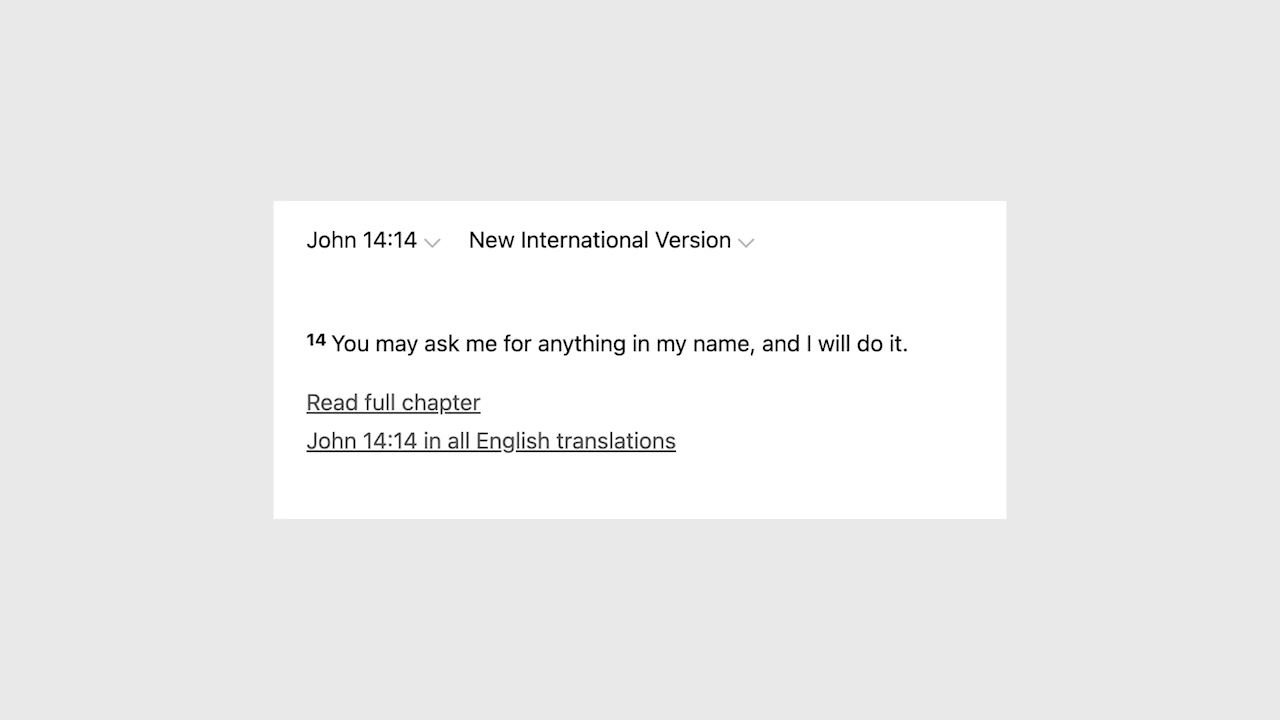 John 14:14 New International Version
14 You may ask me for anything in my name, and I will do it.
Read full chapter
John 14:14 in all English translations